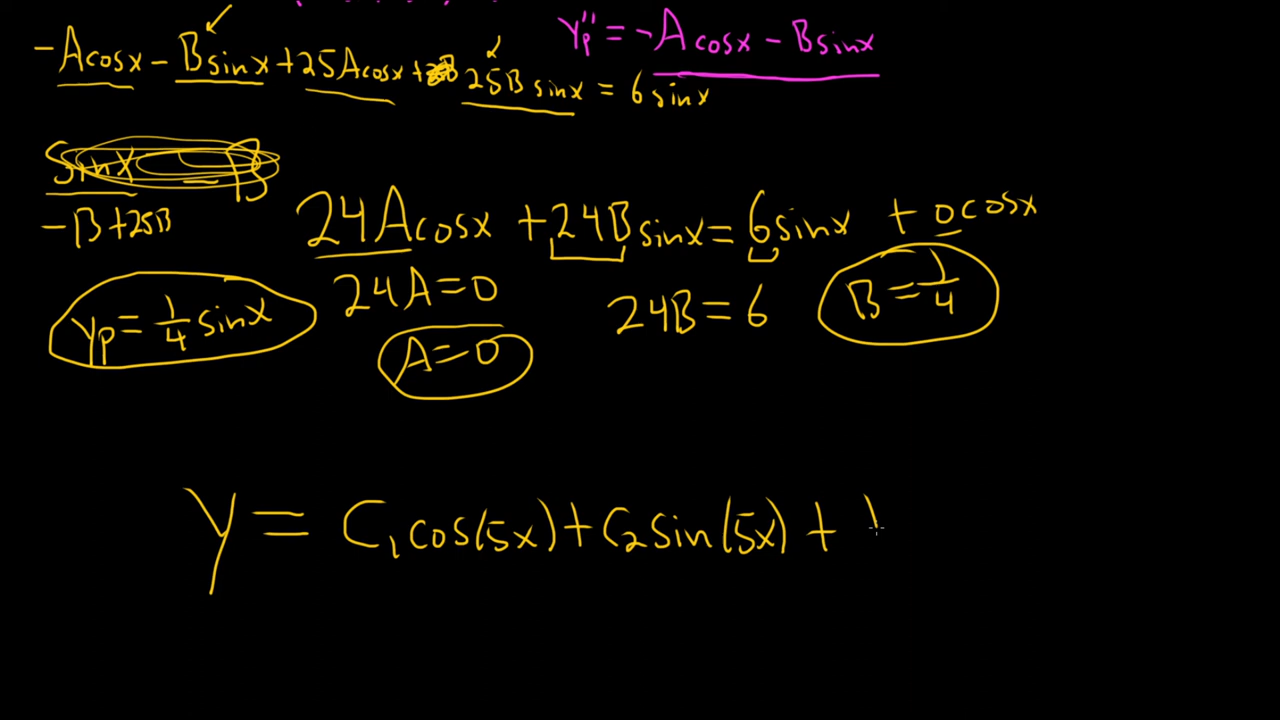 Yp'' = -Acosx - Bsinx
-Acosx - Bsinx + 25Acosx + 25Bsinx = 6sinx
-B+25B
24Acosx + 24Bsinx = 6sinx + 0cosx
24A=0 24B=6 B=1/4
yp = 1/4 sinx
A=0
y = C₁cos(5x) + C₂sin(5x) +